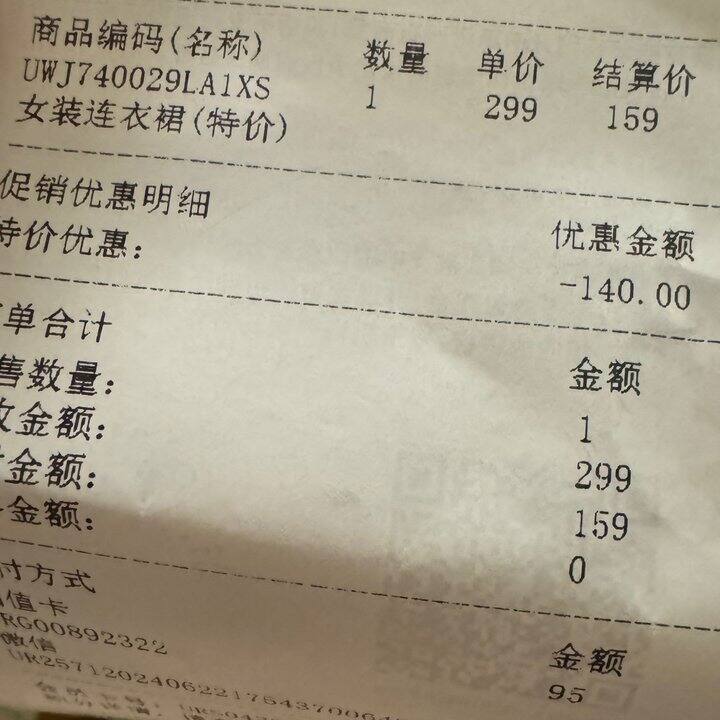 商品编码(名称) 数量 单价 结算价
UWJ740029LA1XS 1 299 159
女装连衣裙(特价)
促销优惠明细 优惠金额
特价优惠: -140.00
单合计 金额
售数量: 1
收金额: 299
金额: 159
金额: 0
付方式 金额
值卡 95
RG00892322
微信